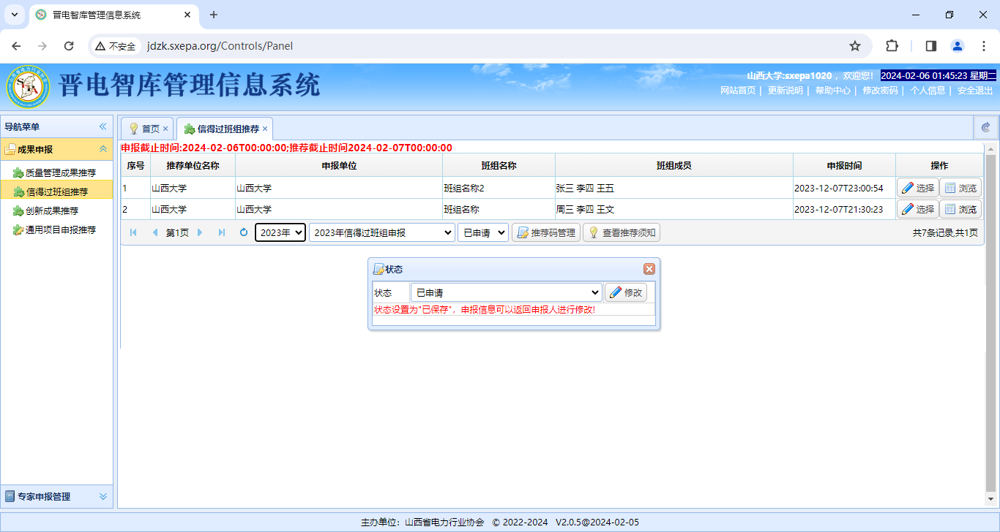 晋电智库管理信息系统
不安全 jdzk.sxepa.org/Controls/Panel
晋电智库管理信息系统
山西大学:sxepa1020 ，欢迎您! 2024-02-06 01:45:23 星期二
网站首页 | 更新说明 | 帮助中心 | 修改密码 | 个人信息 | 安全退出
导航菜单
成果申报
质量管理成果推荐
信得过班组推荐
创新成果推荐
通用项目申报推荐
专家申报管理
首页 信得过班组推荐
申报截止时间:2024-02-06T00:00:00;推荐截止时间2024-02-07T00:00:00
序号 推荐单位名称 申报单位 班组名称 班组成员 申报时间 操作
1 山西大学 山西大学 班组名称2 张三 李四 王五 2023-12-07T23:00:54 选择 浏览
2 山西大学 山西大学 班组名称 周三 李四 王文 2023-12-07T21:30:23 选择 浏览
第1页 2023年 2023年信得过班组申报 已申请 推荐码管理 查看推荐须知 共7条记录,共1页
状态
状态 已申请 修改
状态设置为"已保存"，申报信息可以返回申报人进行修改!
主办单位：山西省电力行业协会 © 2022-2024 V2.0.5@2024-02-05